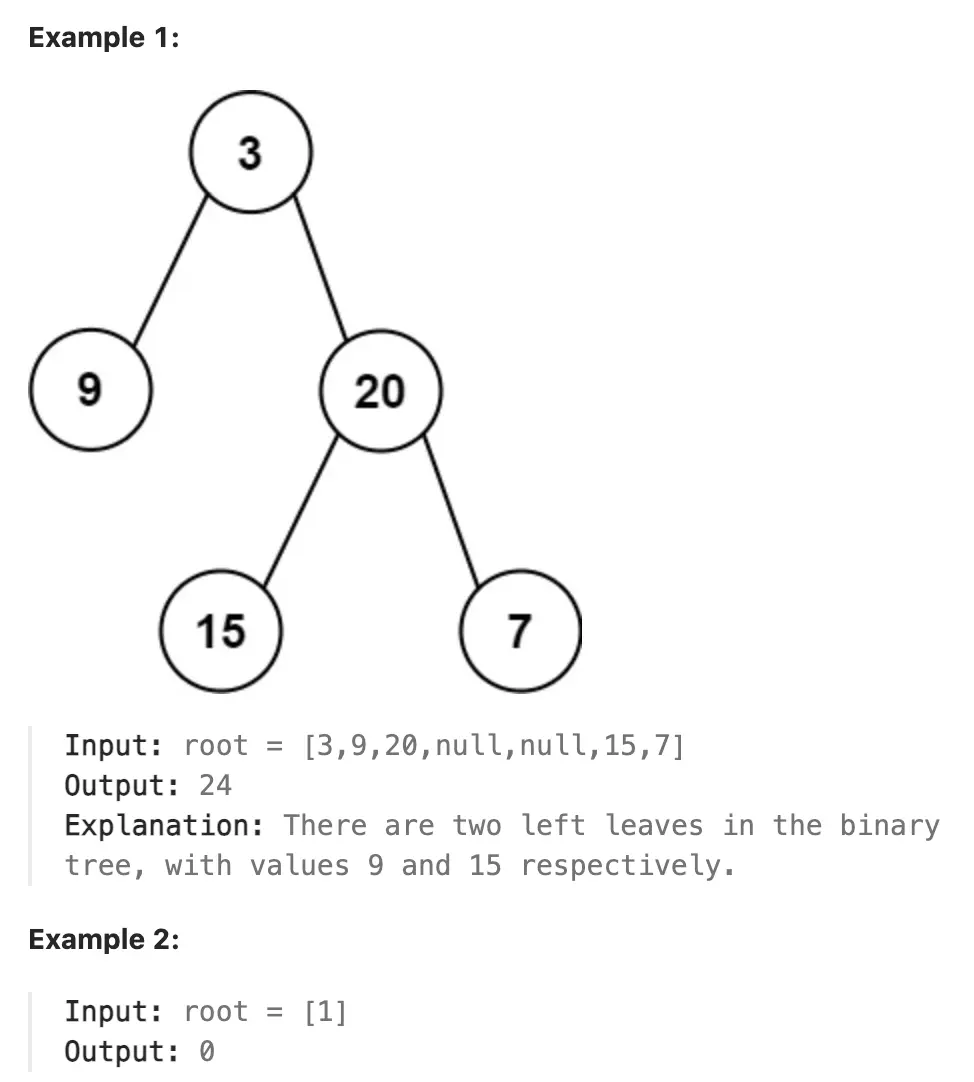 Example 1:
3
9
20
15
7
Input: root = [3,9,20,null,null,15,7]
Output: 24
Explanation: There are two left leaves in the binary
tree, with values 9 and 15 respectively.
Example 2:
Input: root = [1]
Output: 0